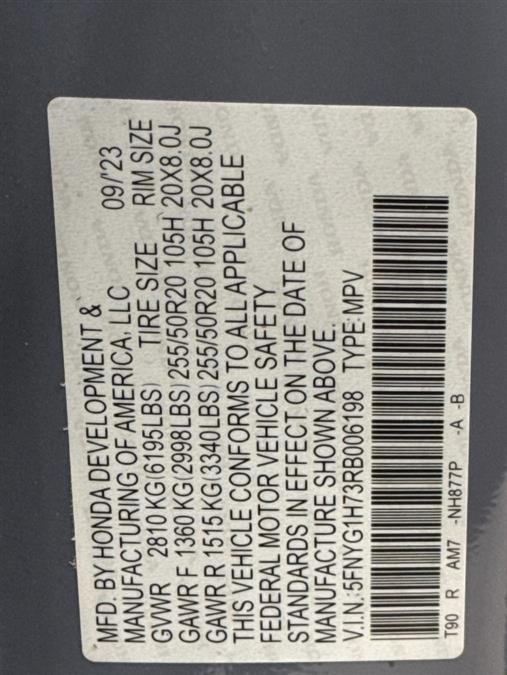 MFD. BY HONDA DEVELOPMENT &
MANUFACTURING OF AMERICA, LLC 09/'23
GVWR 2810 KG(6195LBS) TIRE SIZE RIM SIZE
GAWR F 1360 KG(2998LBS) 255/50R20 105H 20X8.0J
GAWR R 1515 KG(3340LBS) 255/50R20 105H 20X8.0J
THIS VEHICLE CONFORMS TO ALL APPLICABLE
FEDERAL MOTOR VEHICLE SAFETY
STANDARDS IN EFFECT ON THE DATE OF
MANUFACTURE SHOWN ABOVE.
V.I.N.:5FNYG1H73RB006198 TYPE:MPV
T90 R AM7 -NH877P -A -B